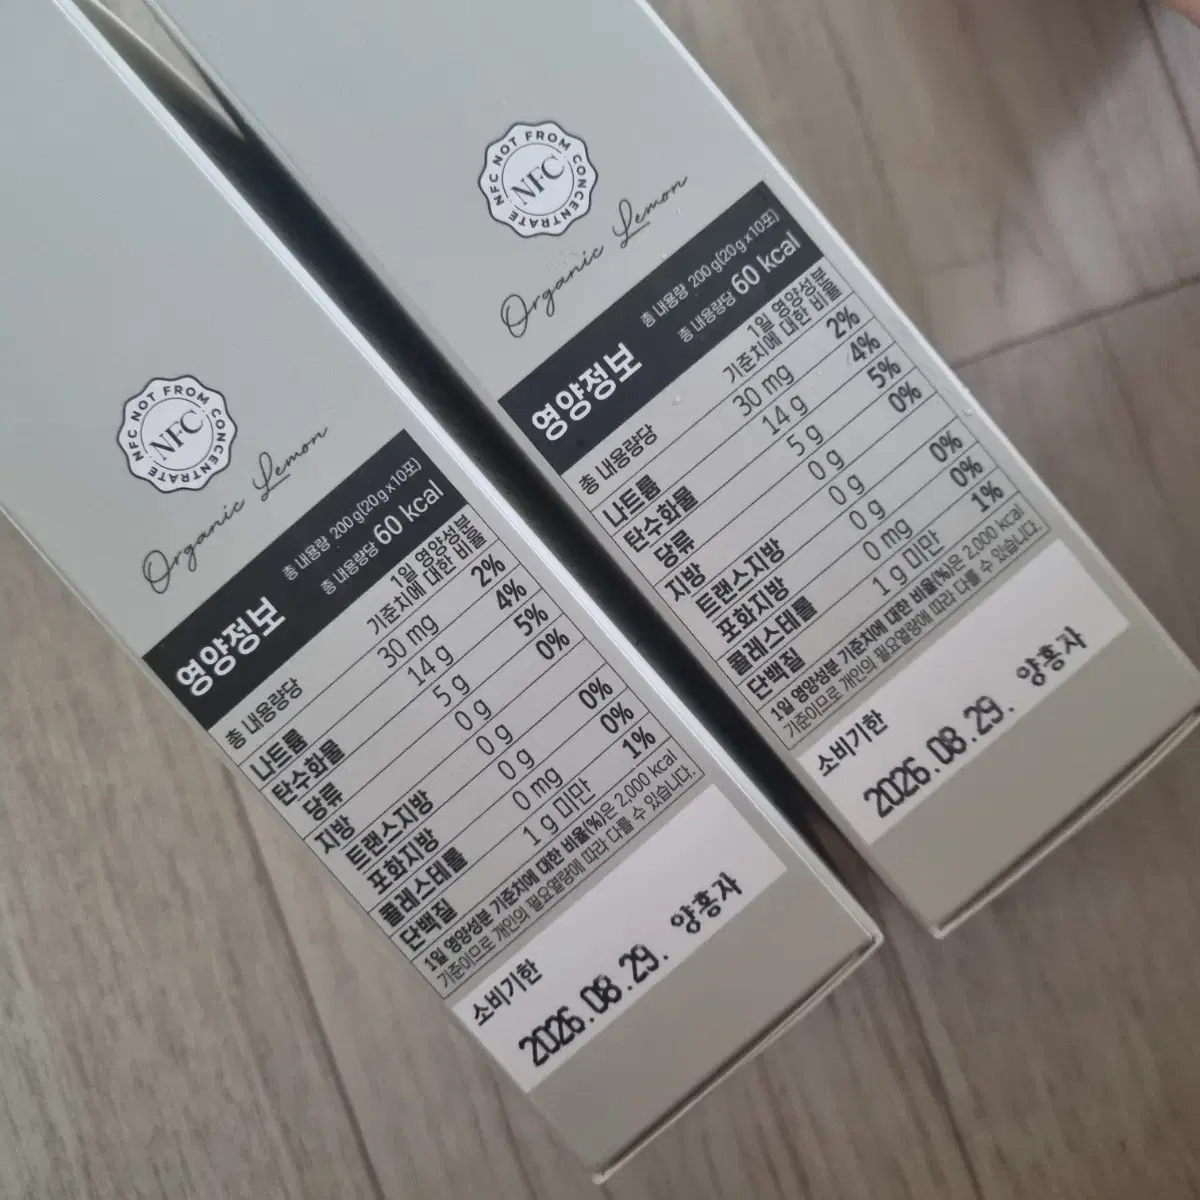 NFC NOT FROM CONCENTRATE
NFC
Organic Lemon
영양정보
총 내용량 200 g(20 g x 10포)
총 내용량당 60 kcal
총 내용량당
1일 영양성분
기준치에 대한 비율
나트륨 30 mg 2%
탄수화물 14 g 4%
당류 5 g 5%
지방 0 g 0%
트랜스지방 0 g
포화지방 0 g 0%
콜레스테롤 0 mg 0%
단백질 1 g 미만 1%
1일 영양성분 기준치에 대한 비율(%)은 2,000 kcal
기준이므로 개인의 필요열량에 따라 다를 수 있습니다.
소비기한
2026.08.29. 양홍자
NFC NOT FROM CONCENTRATE
NFC
Organic Lemon
영양정보
총 내용량 200 g(20 g x 10포)
총 내용량당 60 kcal
총 내용량당
1일 영양성분
기준치에 대한 비율
나트륨 30 mg 2%
탄수화물 14 g 4%
당류 5 g 5%
지방 0 g 0%
트랜스지방 0 g
포화지방 0 g 0%
콜레스테롤 0 mg 0%
단백질 1 g 미만 1%
1일 영양성분 기준치에 대한 비율(%)은 2,000 kcal
기준이므로 개인의 필요열량에 따라 다를 수 있습니다.
소비기한
2026.08.29. 양홍자